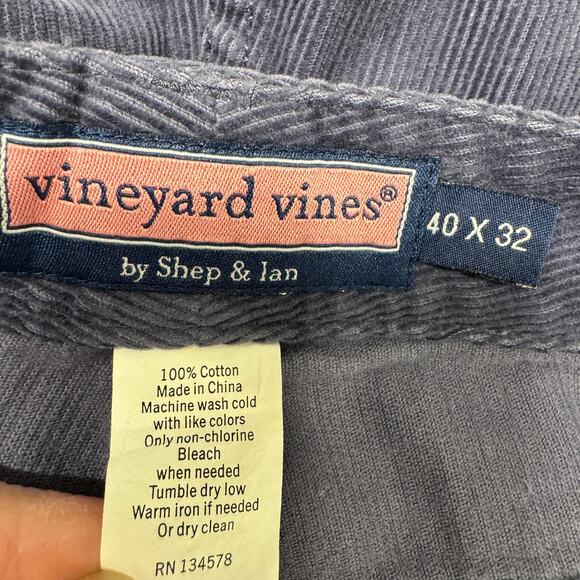 vineyard vines®
by Shep & Ian
40 X 32
100% Cotton
Made in China
Machine wash cold
with like colors
Only non-chlorine
Bleach
when needed
Tumble dry low
Warm iron if needed
Or dry clean
RN 134578